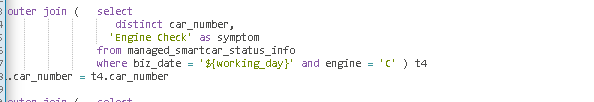 outer join (   select
distinct car_number,
'Engine Check' as symptom
from managed_smartcar_status_info
where biz_date = '${working_day}' and engine = 'C' ) t4
.car_number = t4.car_number
outer join (   select